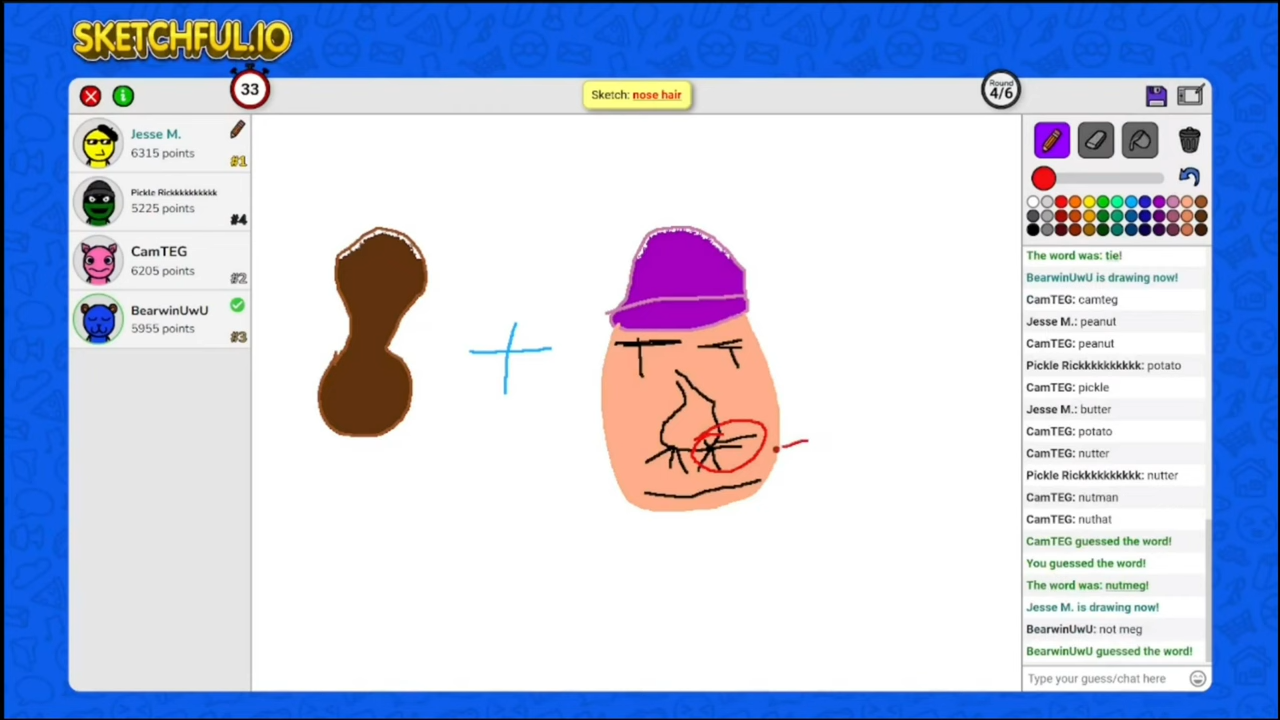 SKETCHFUL.IO
33
Sketch: nose hair
Round
4/6
Jesse M.
6315 points
#1
Pickle Rickkkkkkkkkk
5225 points
#4
CamTEG
6205 points
#2
BearwinUwU
5955 points
#3
The word was: tie!
BearwinUwU is drawing now!
CamTEG: camteg
Jesse M.: peanut
CamTEG: peanut
Pickle Rickkkkkkkkkk: potato
CamTEG: pickle
Jesse M.: butter
CamTEG: potato
CamTEG: nutter
Pickle Rickkkkkkkkkk: nutter
CamTEG: nutman
CamTEG: nuthat
CamTEG guessed the word!
You guessed the word!
The word was: nutmeg!
Jesse M. is drawing now!
BearwinUwU: not meg
BearwinUwU guessed the word!
Type your guess/chat here